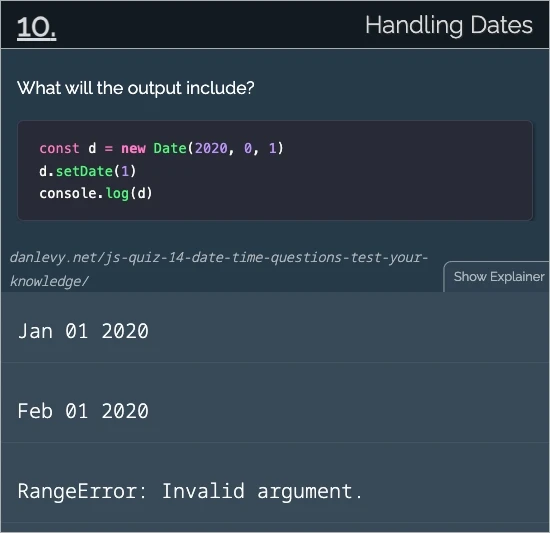 10.
Handling Dates
What will the output include?
const d = new Date(2020, 0, 1)
d.setDate(1)
console.log(d)
danlevy.net/js-quiz-14-date-time-questions-test-your-
knowledge/
Show Explainer
Jan 01 2020
Feb 01 2020
RangeError: Invalid argument.